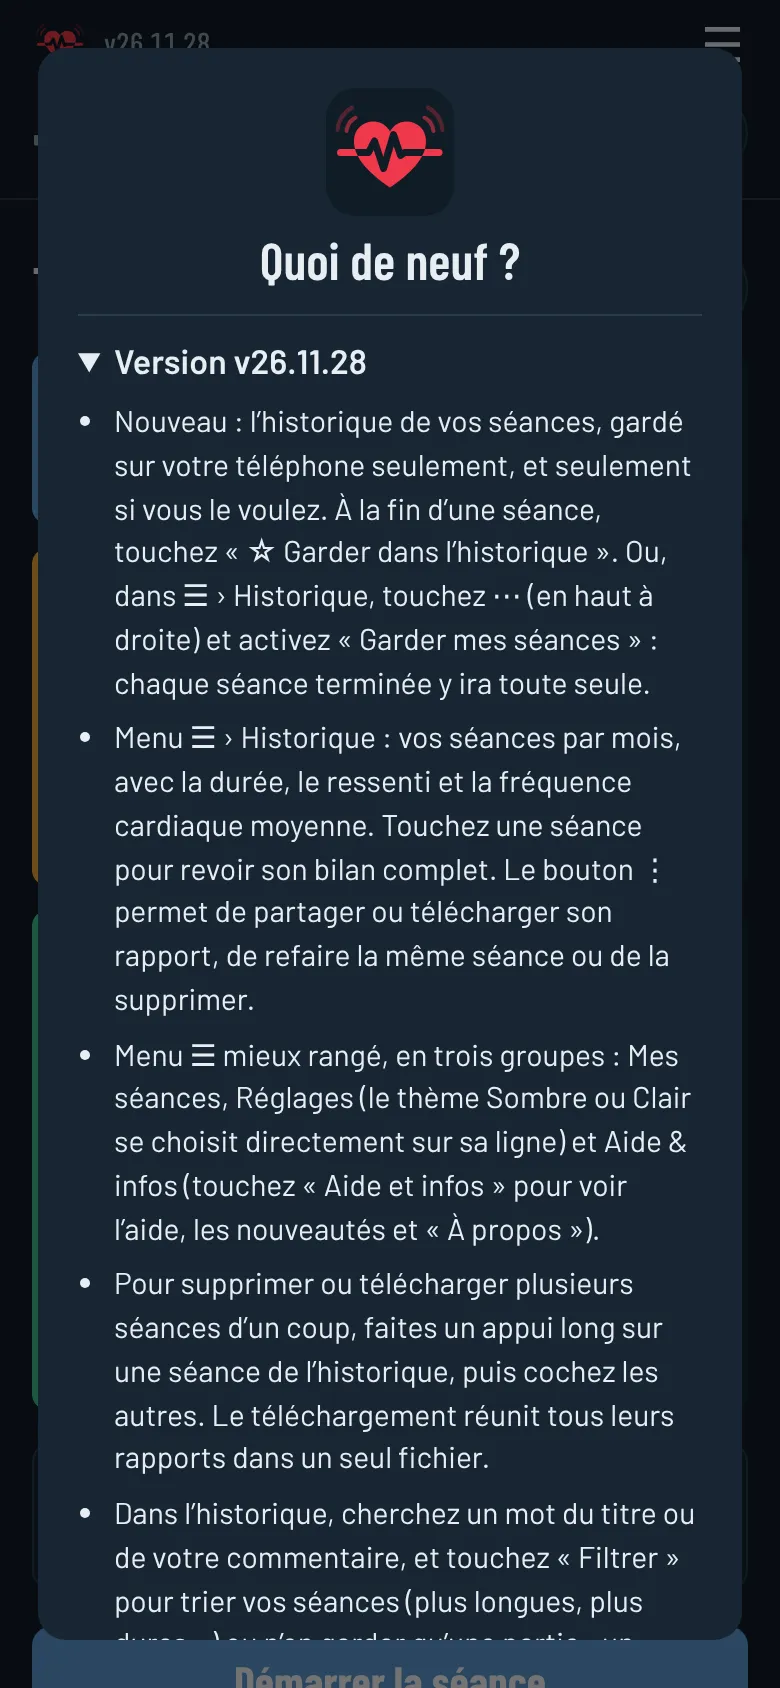 v26.11.28
Quoi de neuf ?
▼ Version v26.11.28
• Nouveau : l’historique de vos séances, gardé
sur votre téléphone seulement, et seulement
si vous le voulez. À la fin d’une séance,
touchez « ☆ Garder dans l’historique ». Ou,
dans ☰ › Historique, touchez ⋯ (en haut à
droite) et activez « Garder mes séances » :
chaque séance terminée y ira toute seule.
• Menu ☰ › Historique : vos séances par mois,
avec la durée, le ressenti et la fréquence
cardiaque moyenne. Touchez une séance
pour revoir son bilan complet. Le bouton ⋮
permet de partager ou télécharger son
rapport, de refaire la même séance ou de la
supprimer.
• Menu ☰ mieux rangé, en trois groupes : Mes
séances, Réglages (le thème Sombre ou Clair
se choisit directement sur sa ligne) et Aide &
infos (touchez « Aide et infos » pour voir
l’aide, les nouveautés et « À propos »).
• Pour supprimer ou télécharger plusieurs
séances d’un coup, faites un appui long sur
une séance de l’historique, puis cochez les
autres. Le téléchargement réunit tous leurs
rapports dans un seul fichier.
• Dans l’historique, cherchez un mot du titre ou
de votre commentaire, et touchez « Filtrer »
pour trier vos séances (plus longues, plus
Démarrer la séance